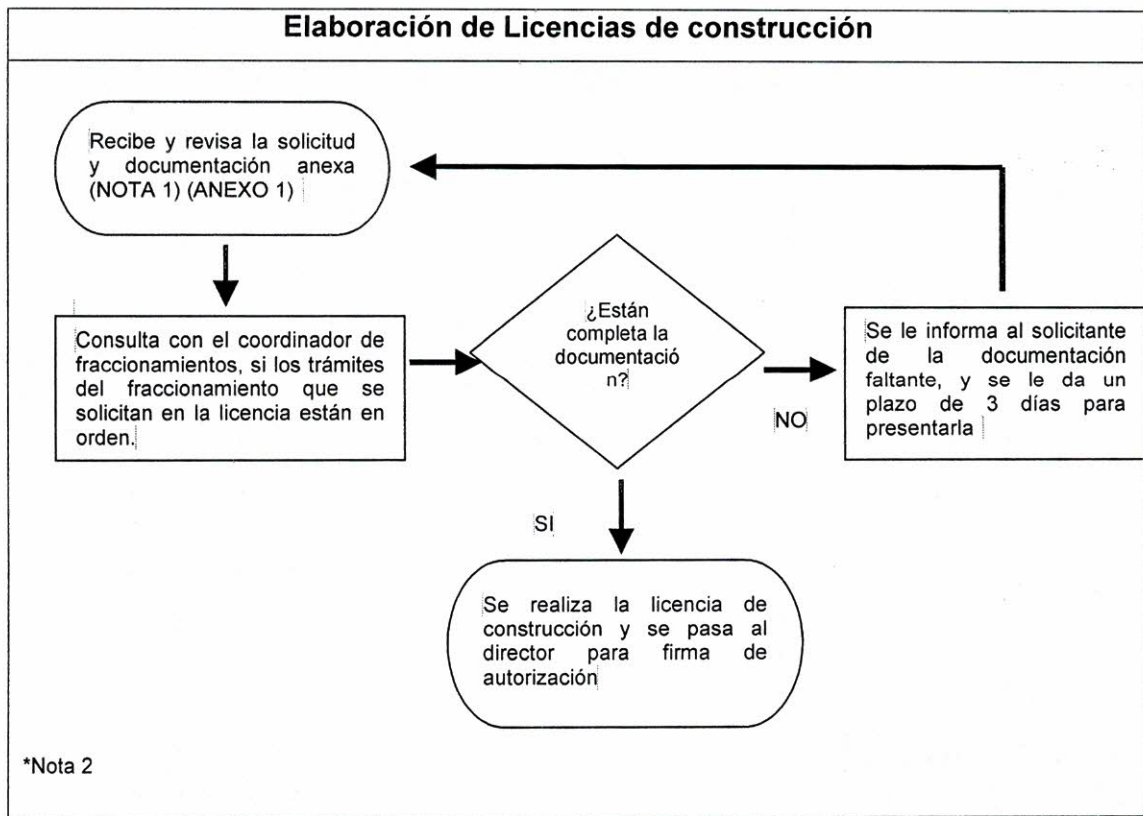 Elaboración de Licencias de construcción
Recibe y revisa la solicitud
y documentación anexa
(NOTA 1) (ANEXO 1)
Consulta con el coordinador de
fraccionamientos, si los trámites
del fraccionamiento que se
solicitan en la licencia están en
orden.
¿Están
completa la
documentació
n?
NO
Se le informa al solicitante
de la documentación
faltante, y se le da un
plazo de 3 días para
presentarla
SI
Se realiza la licencia de
construcción y se pasa al
director para firma de
autorización
*Nota 2